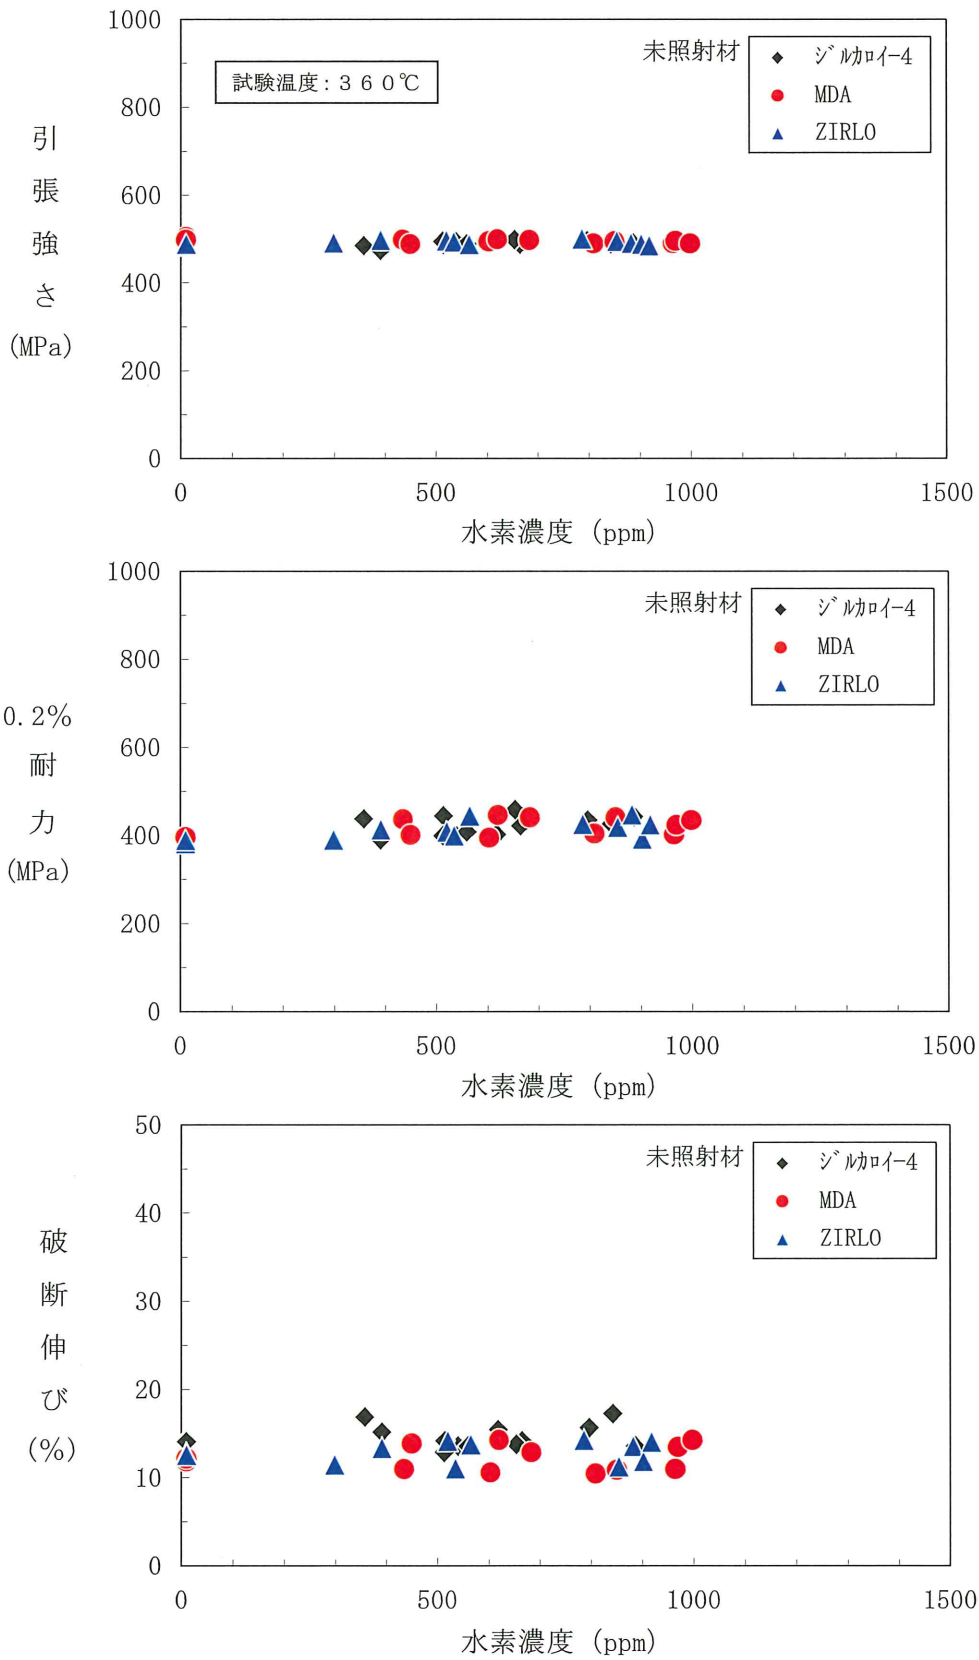 1000
800
600
400
200
0
引
張
強
さ
(MPa)
試験温度：３６０℃
未照射材
ｼﾞﾙｶﾛｲｰ4
MDA
ZIRLO
0 500 1000 1500
水素濃度 (ppm)
1000
800
600
400
200
0
0.2%
耐
力
(MPa)
未照射材
ｼﾞﾙｶﾛｲｰ4
MDA
ZIRLO
0 500 1000 1500
水素濃度 (ppm)
50
40
30
20
10
0
破
断
伸
び
(%)
未照射材
ｼﾞﾙｶﾛｲｰ4
MDA
ZIRLO
0 500 1000 1500
水素濃度 (ppm)